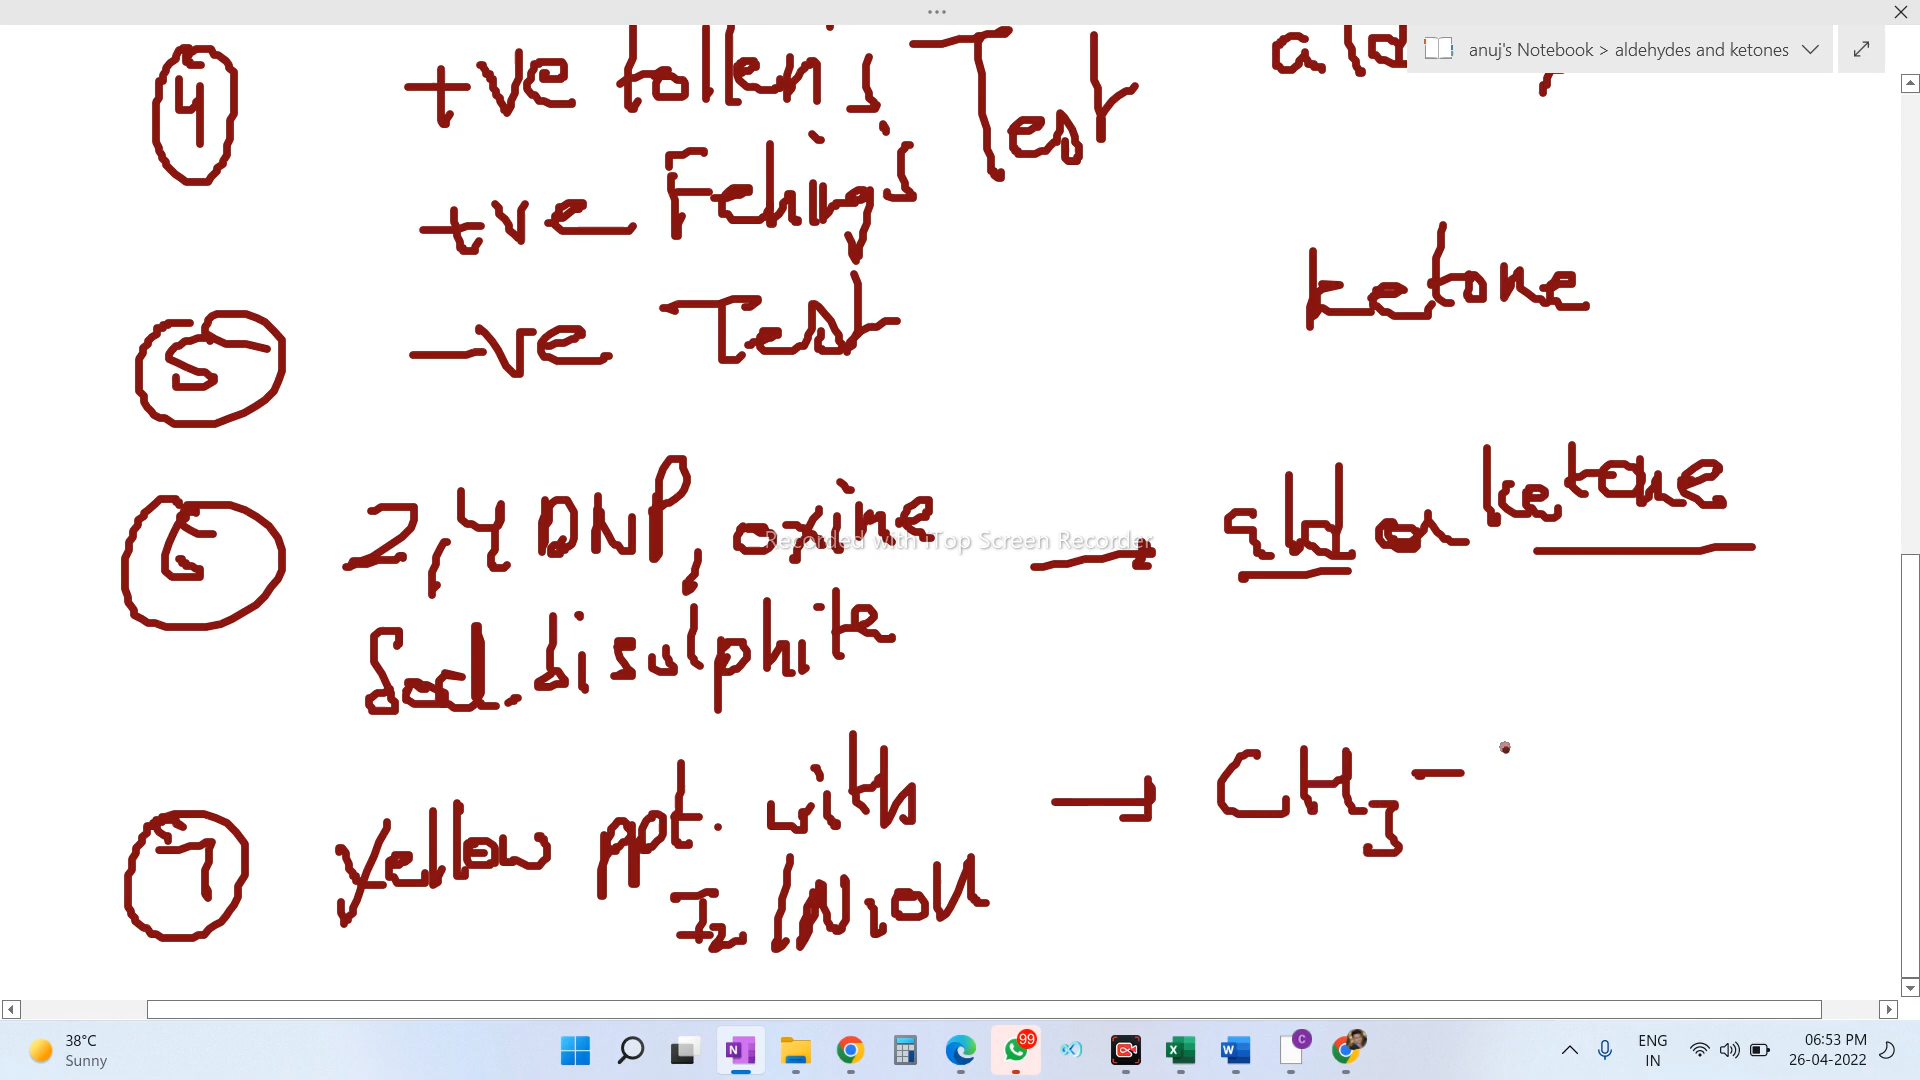 anuj's Notebook > aldehydes and ketones
4 +ve tollen's Test
+ve Fehling's
5 -ve Test ketone
6 2,4 DNP, oxime → ald or ketone
Sod. bisulphite
7 yellow ppt. with → CH3 -
I2 / NaOH
Recorded with iTop Screen Recorder
38°C
Sunny
99
ENG
IN
06:53 PM
26-04-2022